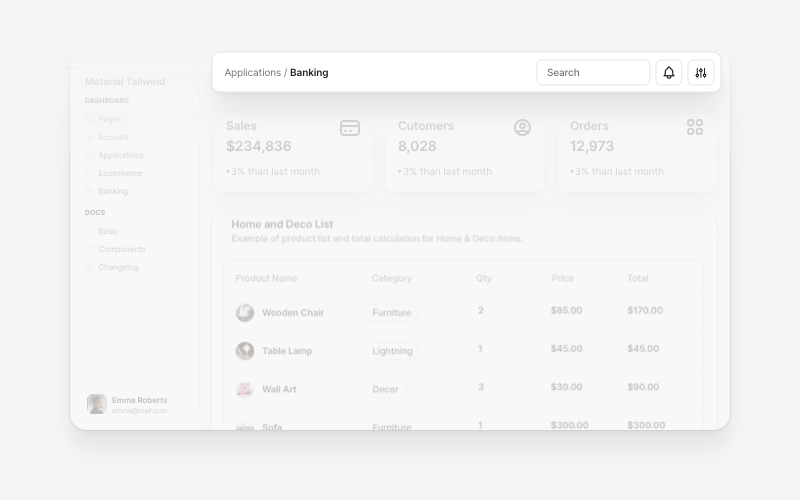 Applications / Banking
Search
Material Tailwind
DASHBOARD
Pages
Account
Applications
Ecommerce
Banking
DOCS
Basic
Components
Changelog
Emma Roberts
emma@mail.com
Sales
$234,836
+3% than last month
Cutomers
8,028
+3% than last month
Orders
12,973
+3% than last month
Home and Deco List
Example of product list and total calculation for Home & Deco items.
Product Name Category Qty Price Total
Wooden Chair Furniture 2 $85.00 $170.00
Table Lamp Lightning 1 $45.00 $45.00
Wall Art Decor 3 $30.00 $90.00
Sofa Furniture 1 $300.00 $300.00